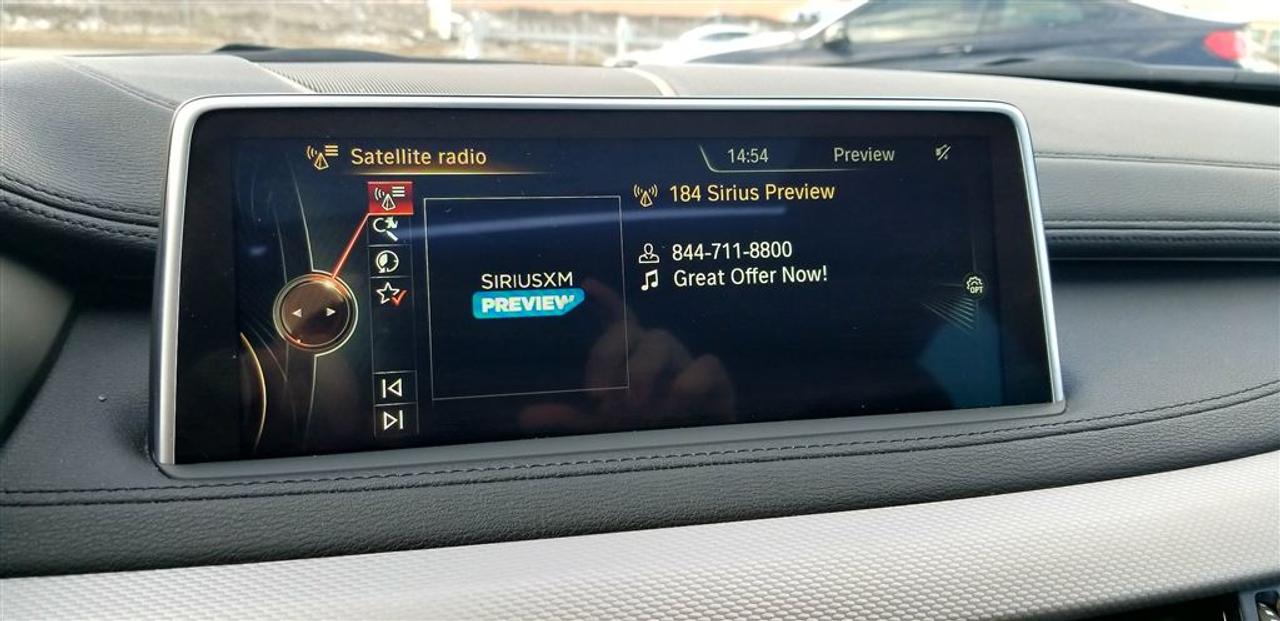 Satellite radio
14:54
Preview
184 Sirius Preview
844-711-8800
Great Offer Now!
SIRIUSXM
PREVIEW
OPT